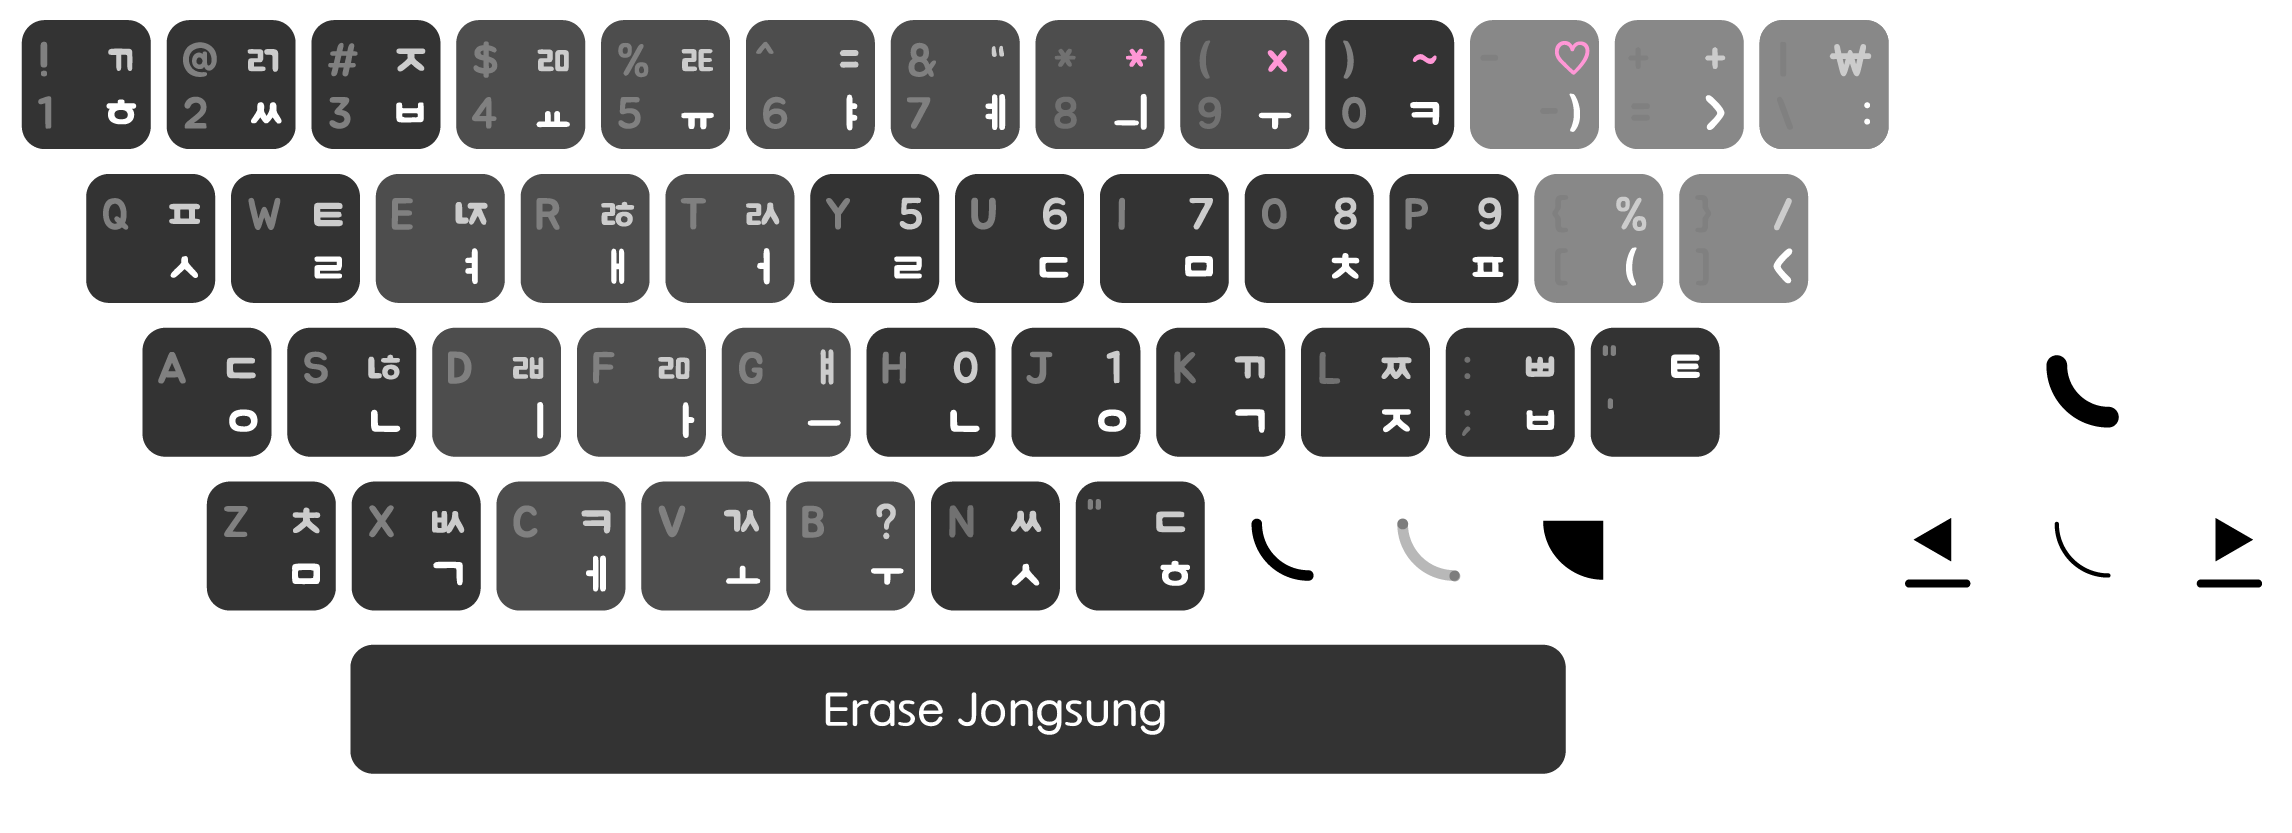 ! ㄲ @ ㄺ # ㅈ $ ㄿ % ㄾ ^ = & “ * * ( x ) ~ - ♡ + + | ₩
1 ㅎ 2 ㅆ 3 ㅂ 4 ㅛ 5 ㅠ 6 ㅑ 7 ㅖ 8 ㅢ 9 ㅜ 0 ㅋ - ) = > \ :
Q ㅍ W ㅌ E ㄵ R ㅀ T ㄽ Y 5 U 6 I 7 O 8 P 9 { % } /
ㅅ ㄹ ㅕ ㅐ ㅓ ㄹ ㄷ ㅁ ㅊ ㅍ [ ( ] <
A ㄷ S ㄶ D ㄼ F ㄻ G ㅒ H 0 J 1 K ㄲ L ㅉ : ㅃ " ㅌ
ㅇ ㄴ ㅣ ㅏ ㅡ ㄴ ㅇ ㄱ ㅈ ; ㅂ '
Z ㅊ X ㅄ C ㅋ V ㄳ B ? N ㅆ " ㄷ
ㅁ ㄱ ㅔ ㅗ ㅜ ㅅ ㅎ
Erase Jongsung